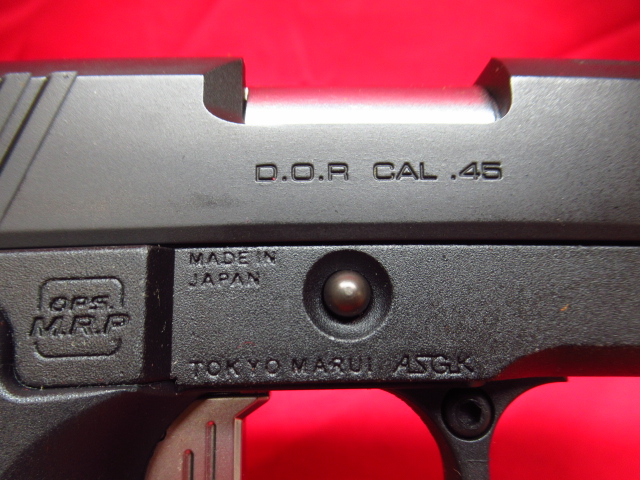 D.O.R CAL .45
MADE IN
JAPAN
OPS.
M.R.P
TOKYO MARUI ASGK